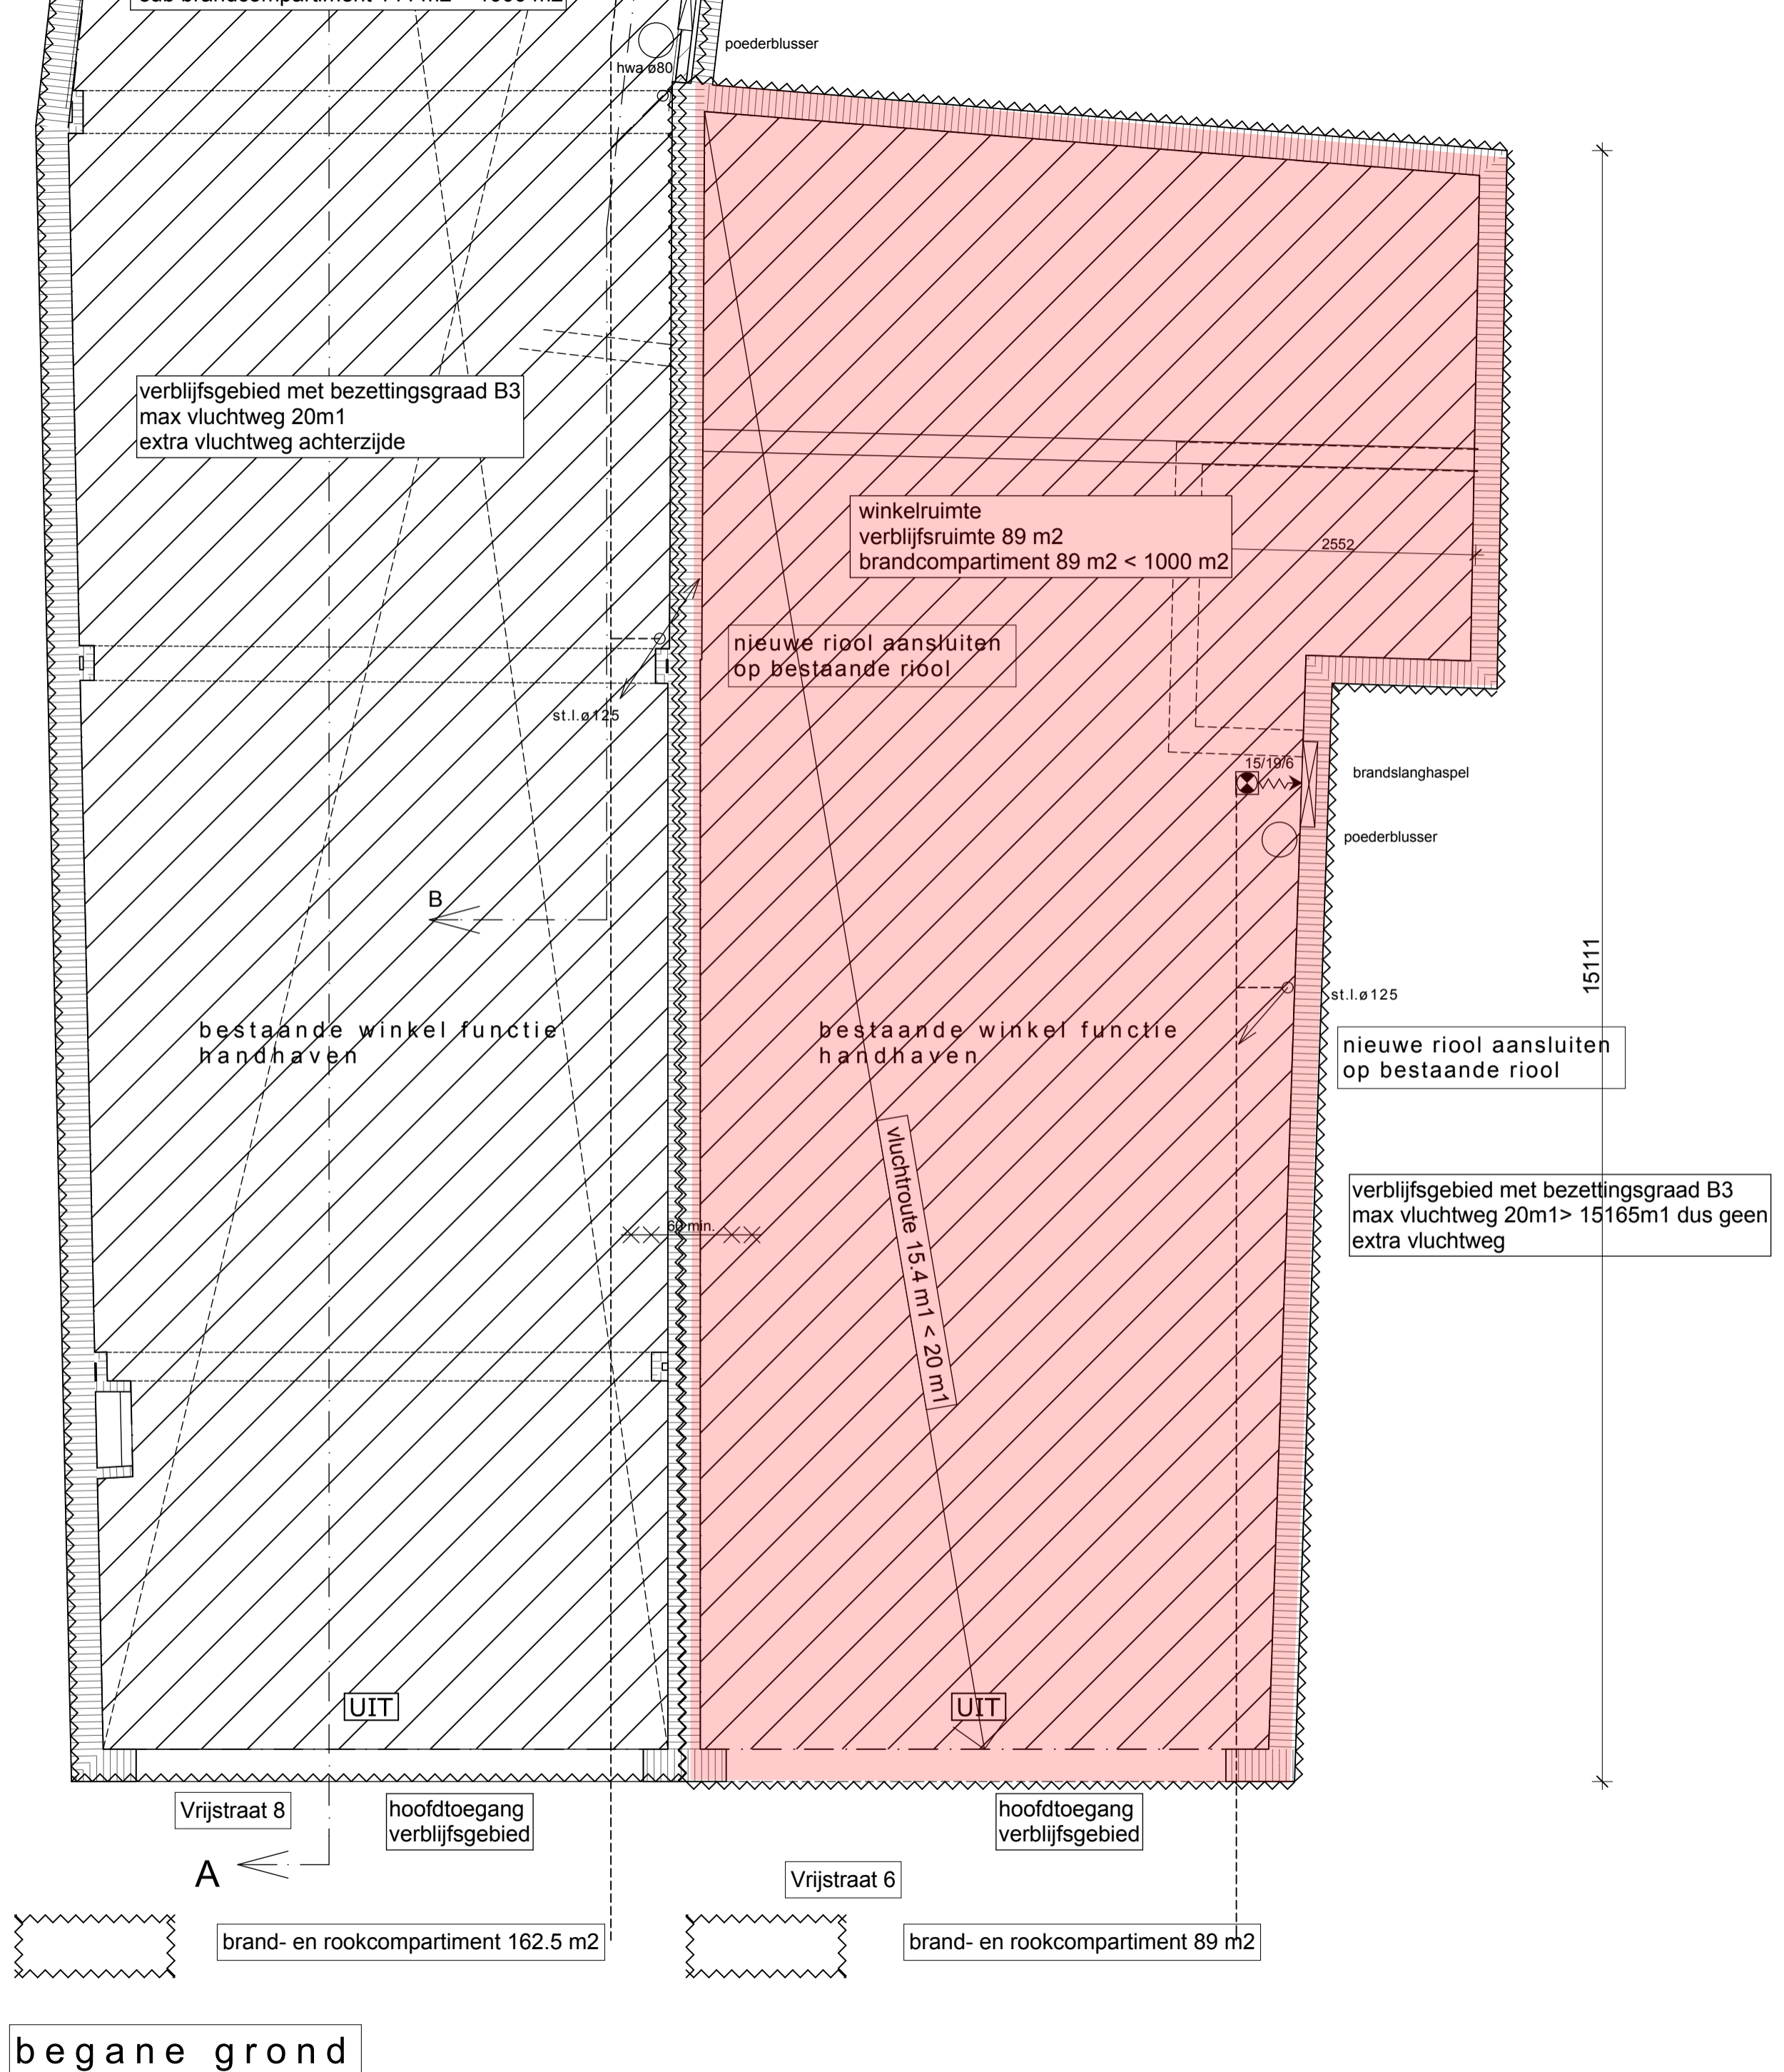 poederblusser
hwa ø80
verblijfsgebied met bezettingsgraad B3
max vluchtweg 20m1
extra vluchtweg achterzijde
winkelruimte
verblijfsruimte 89 m2
brandcompartiment 89 m2 < 1000 m2
2552
nieuwe riool aansluiten
op bestaande riool
st.l.ø125
15/19/6
brandslanghaspel
poederblusser
B
15111
st.l.ø125
bestaande winkel functie
handhaven
bestaande winkel functie
handhaven
nieuwe riool aansluiten
op bestaande riool
vluchtroute 15.4 m1 < 20 m1
verblijfsgebied met bezettingsgraad B3
max vluchtweg 20m1> 15165m1 dus geen
extra vluchtweg
60 min.
UIT
UIT
Vrijstraat 8
hoofdtoegang
verblijfsgebied
hoofdtoegang
verblijfsgebied
A
Vrijstraat 6
brand- en rookcompartiment 162.5 m2
brand- en rookcompartiment 89 m2
begane grond